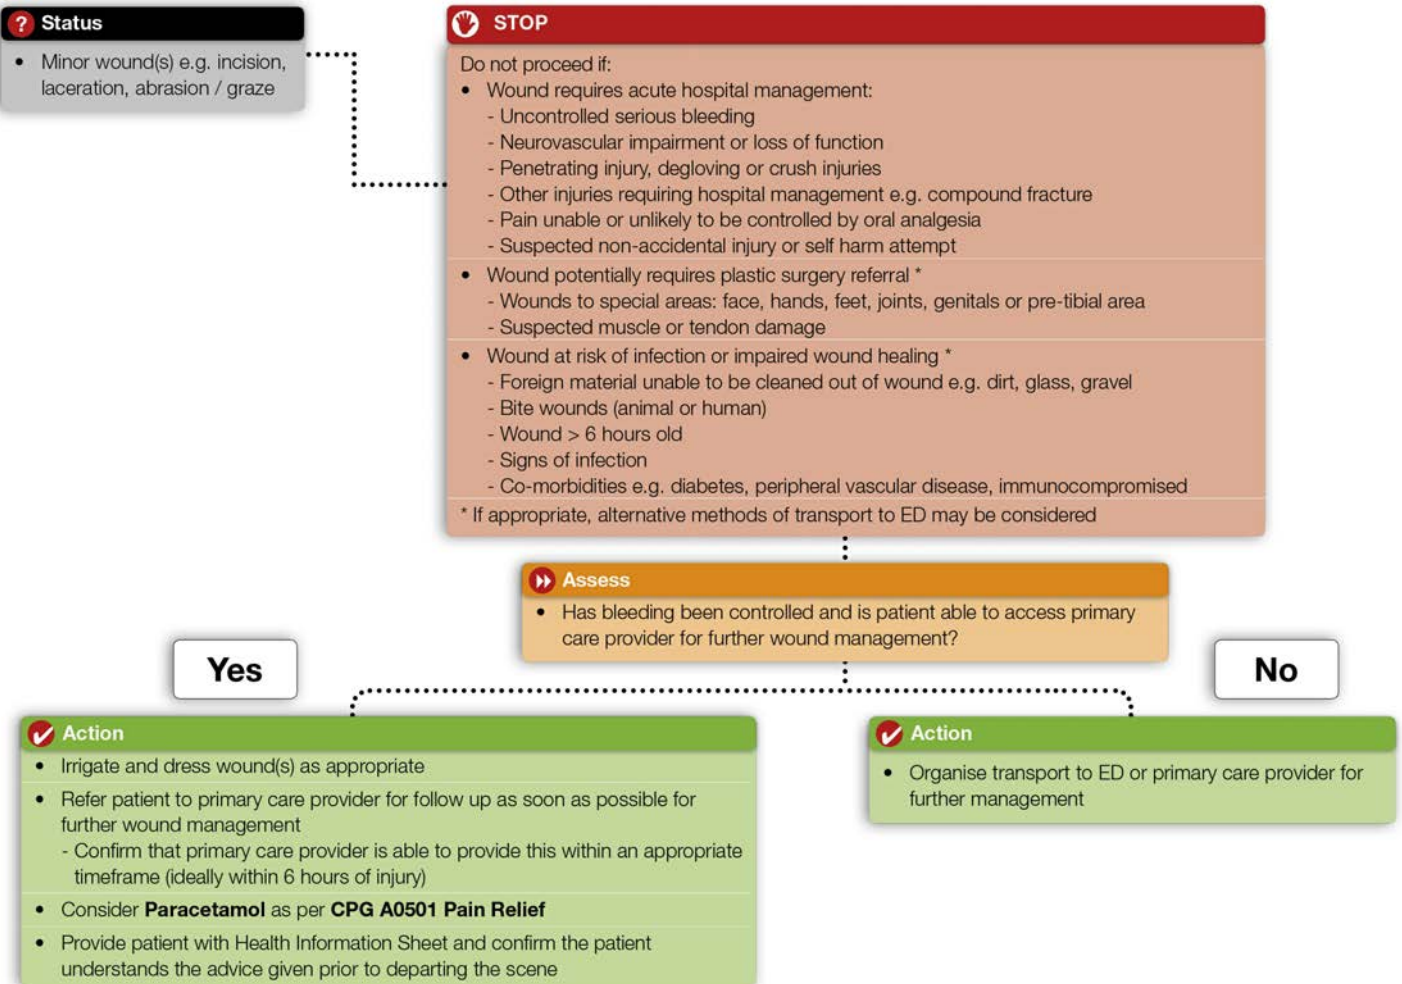 Status
• Minor wound(s) e.g. incision,
laceration, abrasion / graze
STOP
Do not proceed if:
• Wound requires acute hospital management:
- Uncontrolled serious bleeding
- Neurovascular impairment or loss of function
- Penetrating injury, degloving or crush injuries
- Other injuries requiring hospital management e.g. compound fracture
- Pain unable or unlikely to be controlled by oral analgesia
- Suspected non-accidental injury or self harm attempt
• Wound potentially requires plastic surgery referral *
- Wounds to special areas: face, hands, feet, joints, genitals or pre-tibial area
- Suspected muscle or tendon damage
• Wound at risk of infection or impaired wound healing *
- Foreign material unable to be cleaned out of wound e.g. dirt, glass, gravel
- Bite wounds (animal or human)
- Wound > 6 hours old
- Signs of infection
- Co-morbidities e.g. diabetes, peripheral vascular disease, immunocompromised
* If appropriate, alternative methods of transport to ED may be considered
Assess
• Has bleeding been controlled and is patient able to access primary
care provider for further wound management?
Yes
No
Action
• Irrigate and dress wound(s) as appropriate
• Refer patient to primary care provider for follow up as soon as possible for
further wound management
- Confirm that primary care provider is able to provide this within an appropriate
timeframe (ideally within 6 hours of injury)
• Consider Paracetamol as per CPG A0501 Pain Relief
• Provide patient with Health Information Sheet and confirm the patient
understands the advice given prior to departing the scene
Action
• Organise transport to ED or primary care provider for
further management